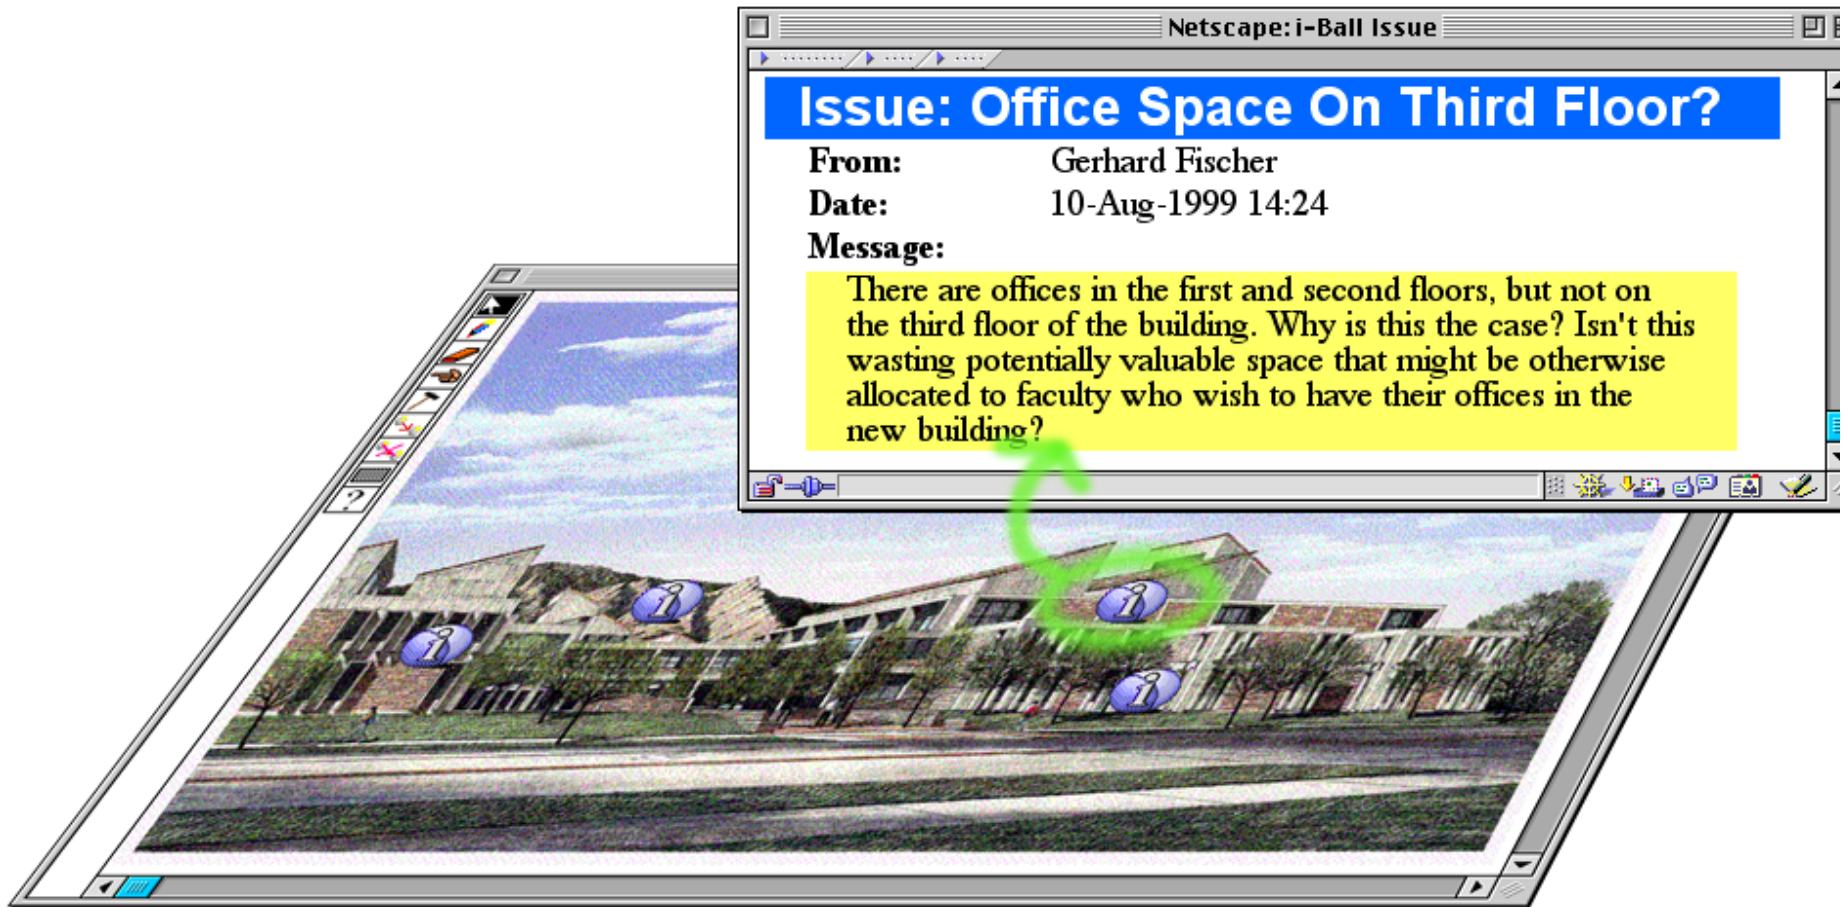 Netscape: i-Ball Issue
Issue: Office Space On Third Floor?
From: Gerhard Fischer
Date: 10-Aug-1999 14:24
Message:
There are offices in the first and second floors, but not on
the third floor of the building. Why is this the case? Isn't this
wasting potentially valuable space that might be otherwise
allocated to faculty who wish to have their offices in the
new building?
?
i
i
i
i